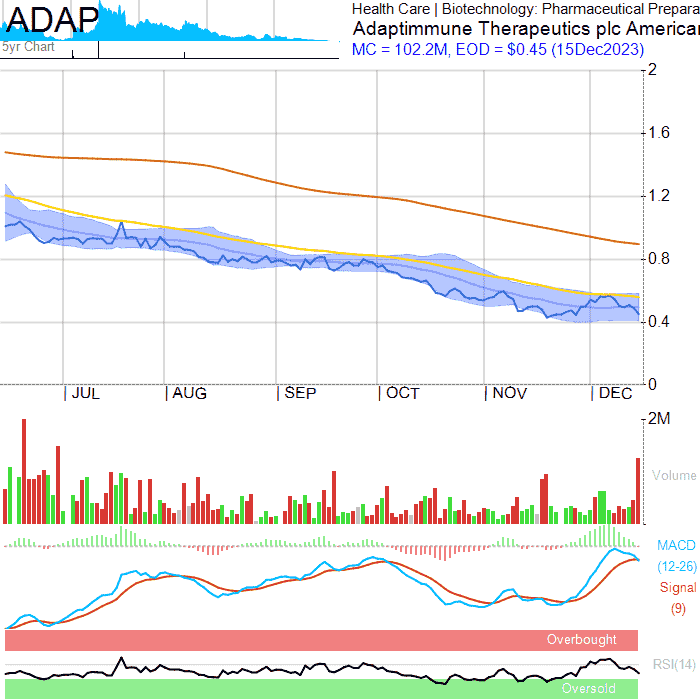 ADAP
5yr Chart
Health Care | Biotechnology: Pharmaceutical Prepara
Adaptimmune Therapeutics plc American
MC = 102.2M, EOD = $0.45 (15Dec2023)
2
1.6
1.2
0.8
0.4
0
JUL AUG SEP OCT NOV DEC
2M
Volume
MACD
(12-26)
Signal
(9)
Overbought
RSI(14)
Oversold